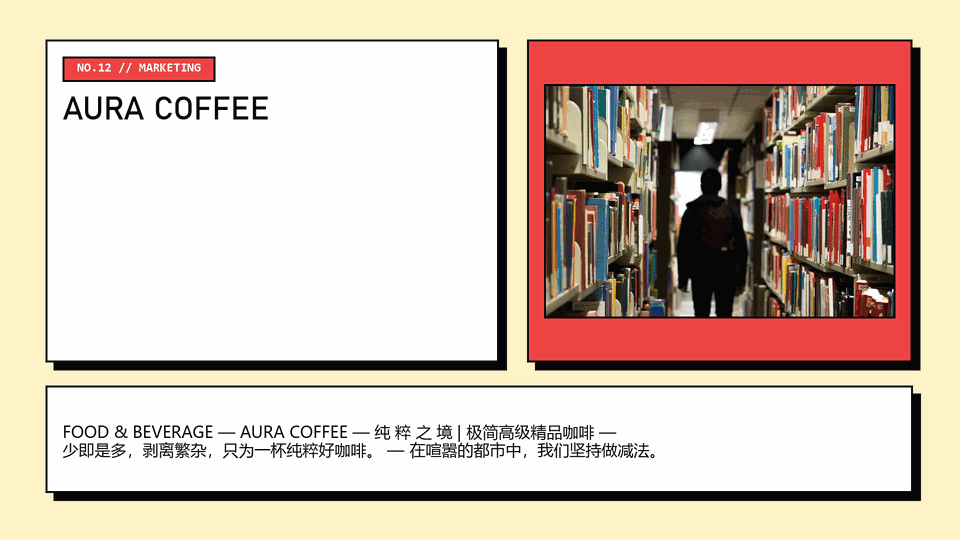 NO.12 // MARKETING
AURA COFFEE
FOOD & BEVERAGE — AURA COFFEE — 纯 粹 之 境 | 极简高级精品咖啡 —
少即是多，剥离繁杂，只为一杯纯粹好咖啡。 — 在喧嚣的都市中，我们坚持做减法。